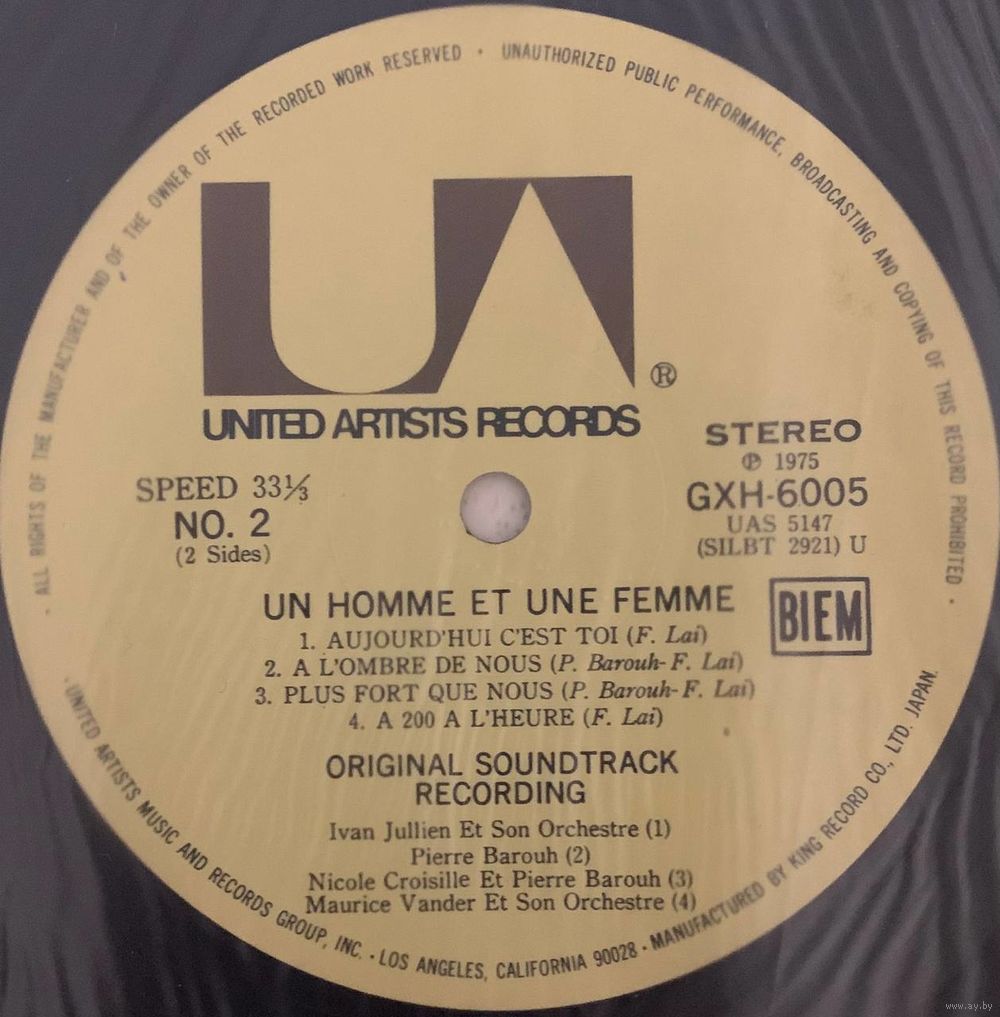 · ALL RIGHTS OF THE MANUFACTURER AND OF THE OWNER OF THE RECORDED WORK RESERVED · UNAUTHORIZED PUBLIC PERFORMANCE, BROADCASTING AND COPYING OF THIS RECORD PROHIBITED ·
UA
®
UNITED ARTISTS RECORDS
STEREO
℗ 1975
SPEED 33⅓
GXH-6005
NO. 2
UAS 5147
(2 Sides)
(SILBT 2921) U
UN HOMME ET UNE FEMME
BIEM
1. AUJOURD'HUI C'EST TOI (F. Lai)
2. A L'OMBRE DE NOUS (P. Barouh-F. Lai)
3. PLUS FORT QUE NOUS (P. Barouh-F. Lai)
4. A 200 A L'HEURE (F. Lai)
ORIGINAL SOUNDTRACK
RECORDING
Ivan Jullien Et Son Orchestre (1)
Pierre Barouh (2)
Nicole Croisille Et Pierre Barouh (3)
Maurice Vander Et Son Orchestre (4)
· UNITED ARTISTS MUSIC AND RECORDS GROUP, INC. · LOS ANGELES, CALIFORNIA 90028 · MANUFACTURED BY KING RECORD CO., LTD. JAPAN.
www.ay.by